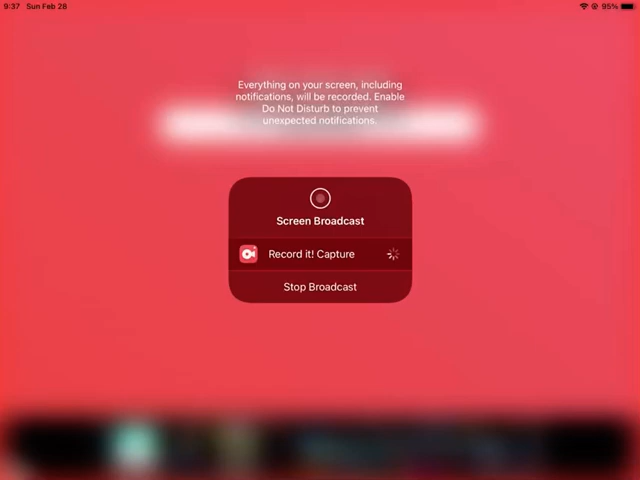 9:37 Sun Feb 28 95%
Everything on your screen, including
notifications, will be recorded. Enable
Do Not Disturb to prevent
unexpected notifications.
Screen Broadcast
Record it! Capture
Stop Broadcast